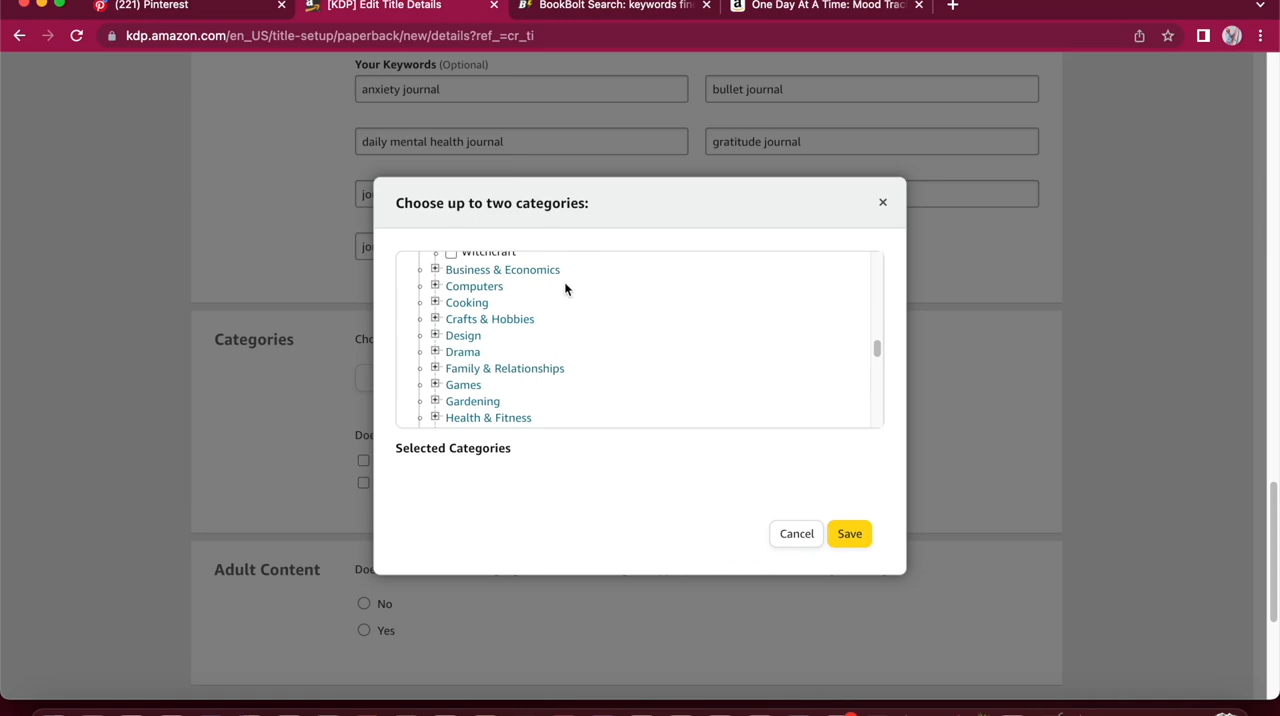 (221) Pinterest
[KDP] Edit Title Details
BookBolt Search: keywords fin
One Day At A Time: Mood Trac
kdp.amazon.com/en_US/title-setup/paperback/new/details?ref_=cr_ti
Your Keywords (Optional)
anxiety journal
bullet journal
daily mental health journal
gratitude journal
jo
Choose up to two categories:
jo
Witchcraft
Business & Economics
Computers
Cooking
Crafts & Hobbies
Design
Drama
Family & Relationships
Games
Gardening
Health & Fitness
Categories
Cho
Doe
Selected Categories
Cancel
Save
Adult Content
Doe
No
Yes